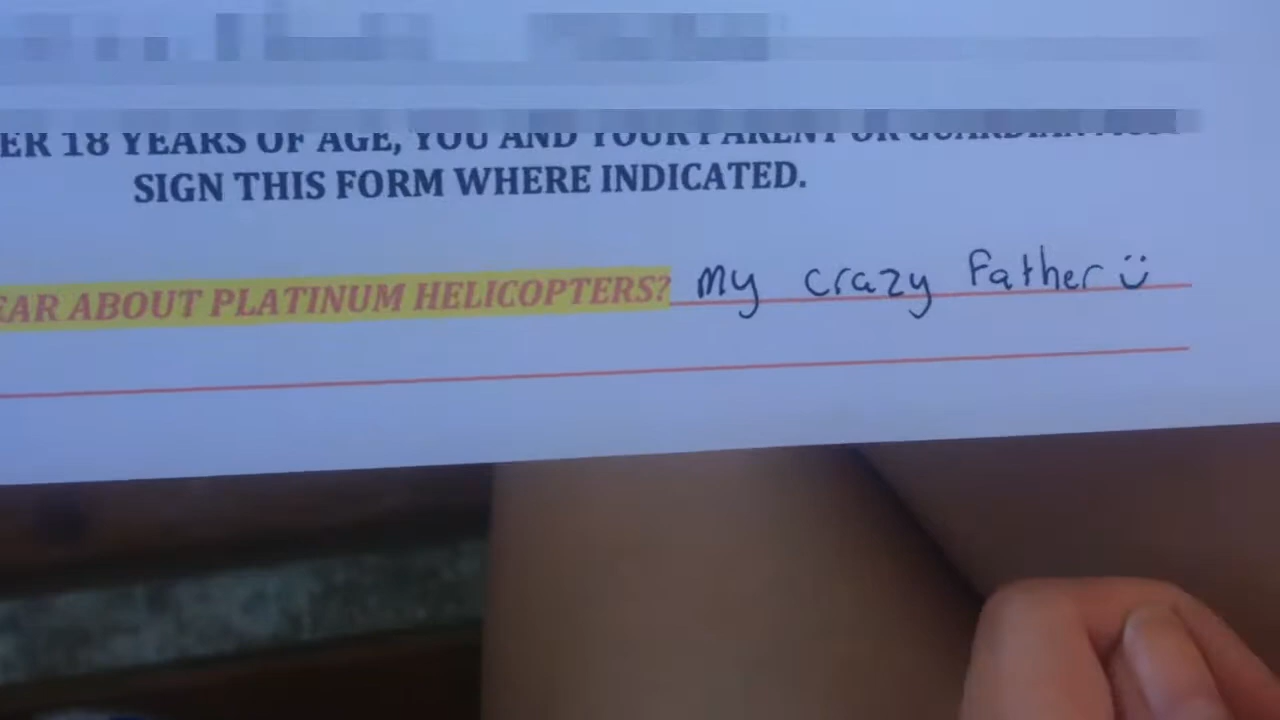 ER 18 YEARS OF AGE, YOU AND YOUR PARENT OR GUARDIAN
SIGN THIS FORM WHERE INDICATED.
EAR ABOUT PLATINUM HELICOPTERS? My crazy Father